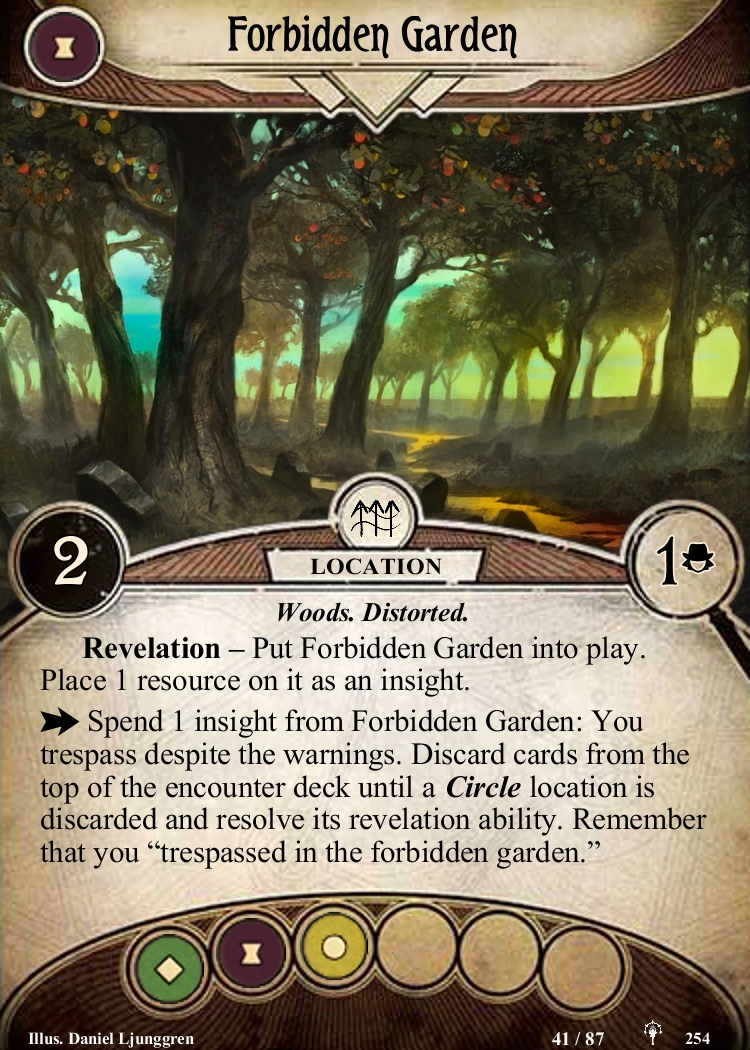 Forbidden Garden
2
1
LOCATION
Woods. Distorted.
Revelation – Put Forbidden Garden into play.
Place 1 resource on it as an insight.
Spend 1 insight from Forbidden Garden: You
trespass despite the warnings. Discard cards from the
top of the encounter deck until a Circle location is
discarded and resolve its revelation ability. Remember
that you “trespassed in the forbidden garden.”
Illus. Daniel Ljunggren
41 / 87
254